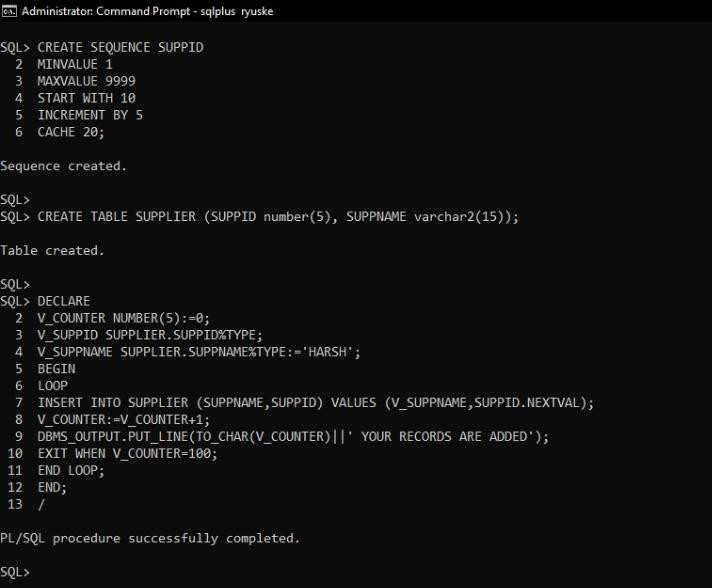 Administrator: Command Prompt - sqlplus ryuske
SQL> CREATE SEQUENCE SUPPID
2 MINVALUE 1
3 MAXVALUE 9999
4 START WITH 10
5 INCREMENT BY 5
6 CACHE 20;
Sequence created.
SQL>
SQL> CREATE TABLE SUPPLIER (SUPPID number(5), SUPPNAME varchar2(15));
Table created.
SQL>
SQL> DECLARE
2 V_COUNTER NUMBER(5):=0;
3 V_SUPPID SUPPLIER.SUPPID%TYPE;
4 V_SUPPNAME SUPPLIER.SUPPNAME%TYPE:='HARSH';
5 BEGIN
6 LOOP
7 INSERT INTO SUPPLIER (SUPPNAME,SUPPID) VALUES (V_SUPPNAME,SUPPID.NEXTVAL);
8 V_COUNTER:=V_COUNTER+1;
9 DBMS_OUTPUT.PUT_LINE(TO_CHAR(V_COUNTER)||' YOUR RECORDS ARE ADDED');
10 EXIT WHEN V_COUNTER=100;
11 END LOOP;
12 END;
13 /
PL/SQL procedure successfully completed.
SQL>